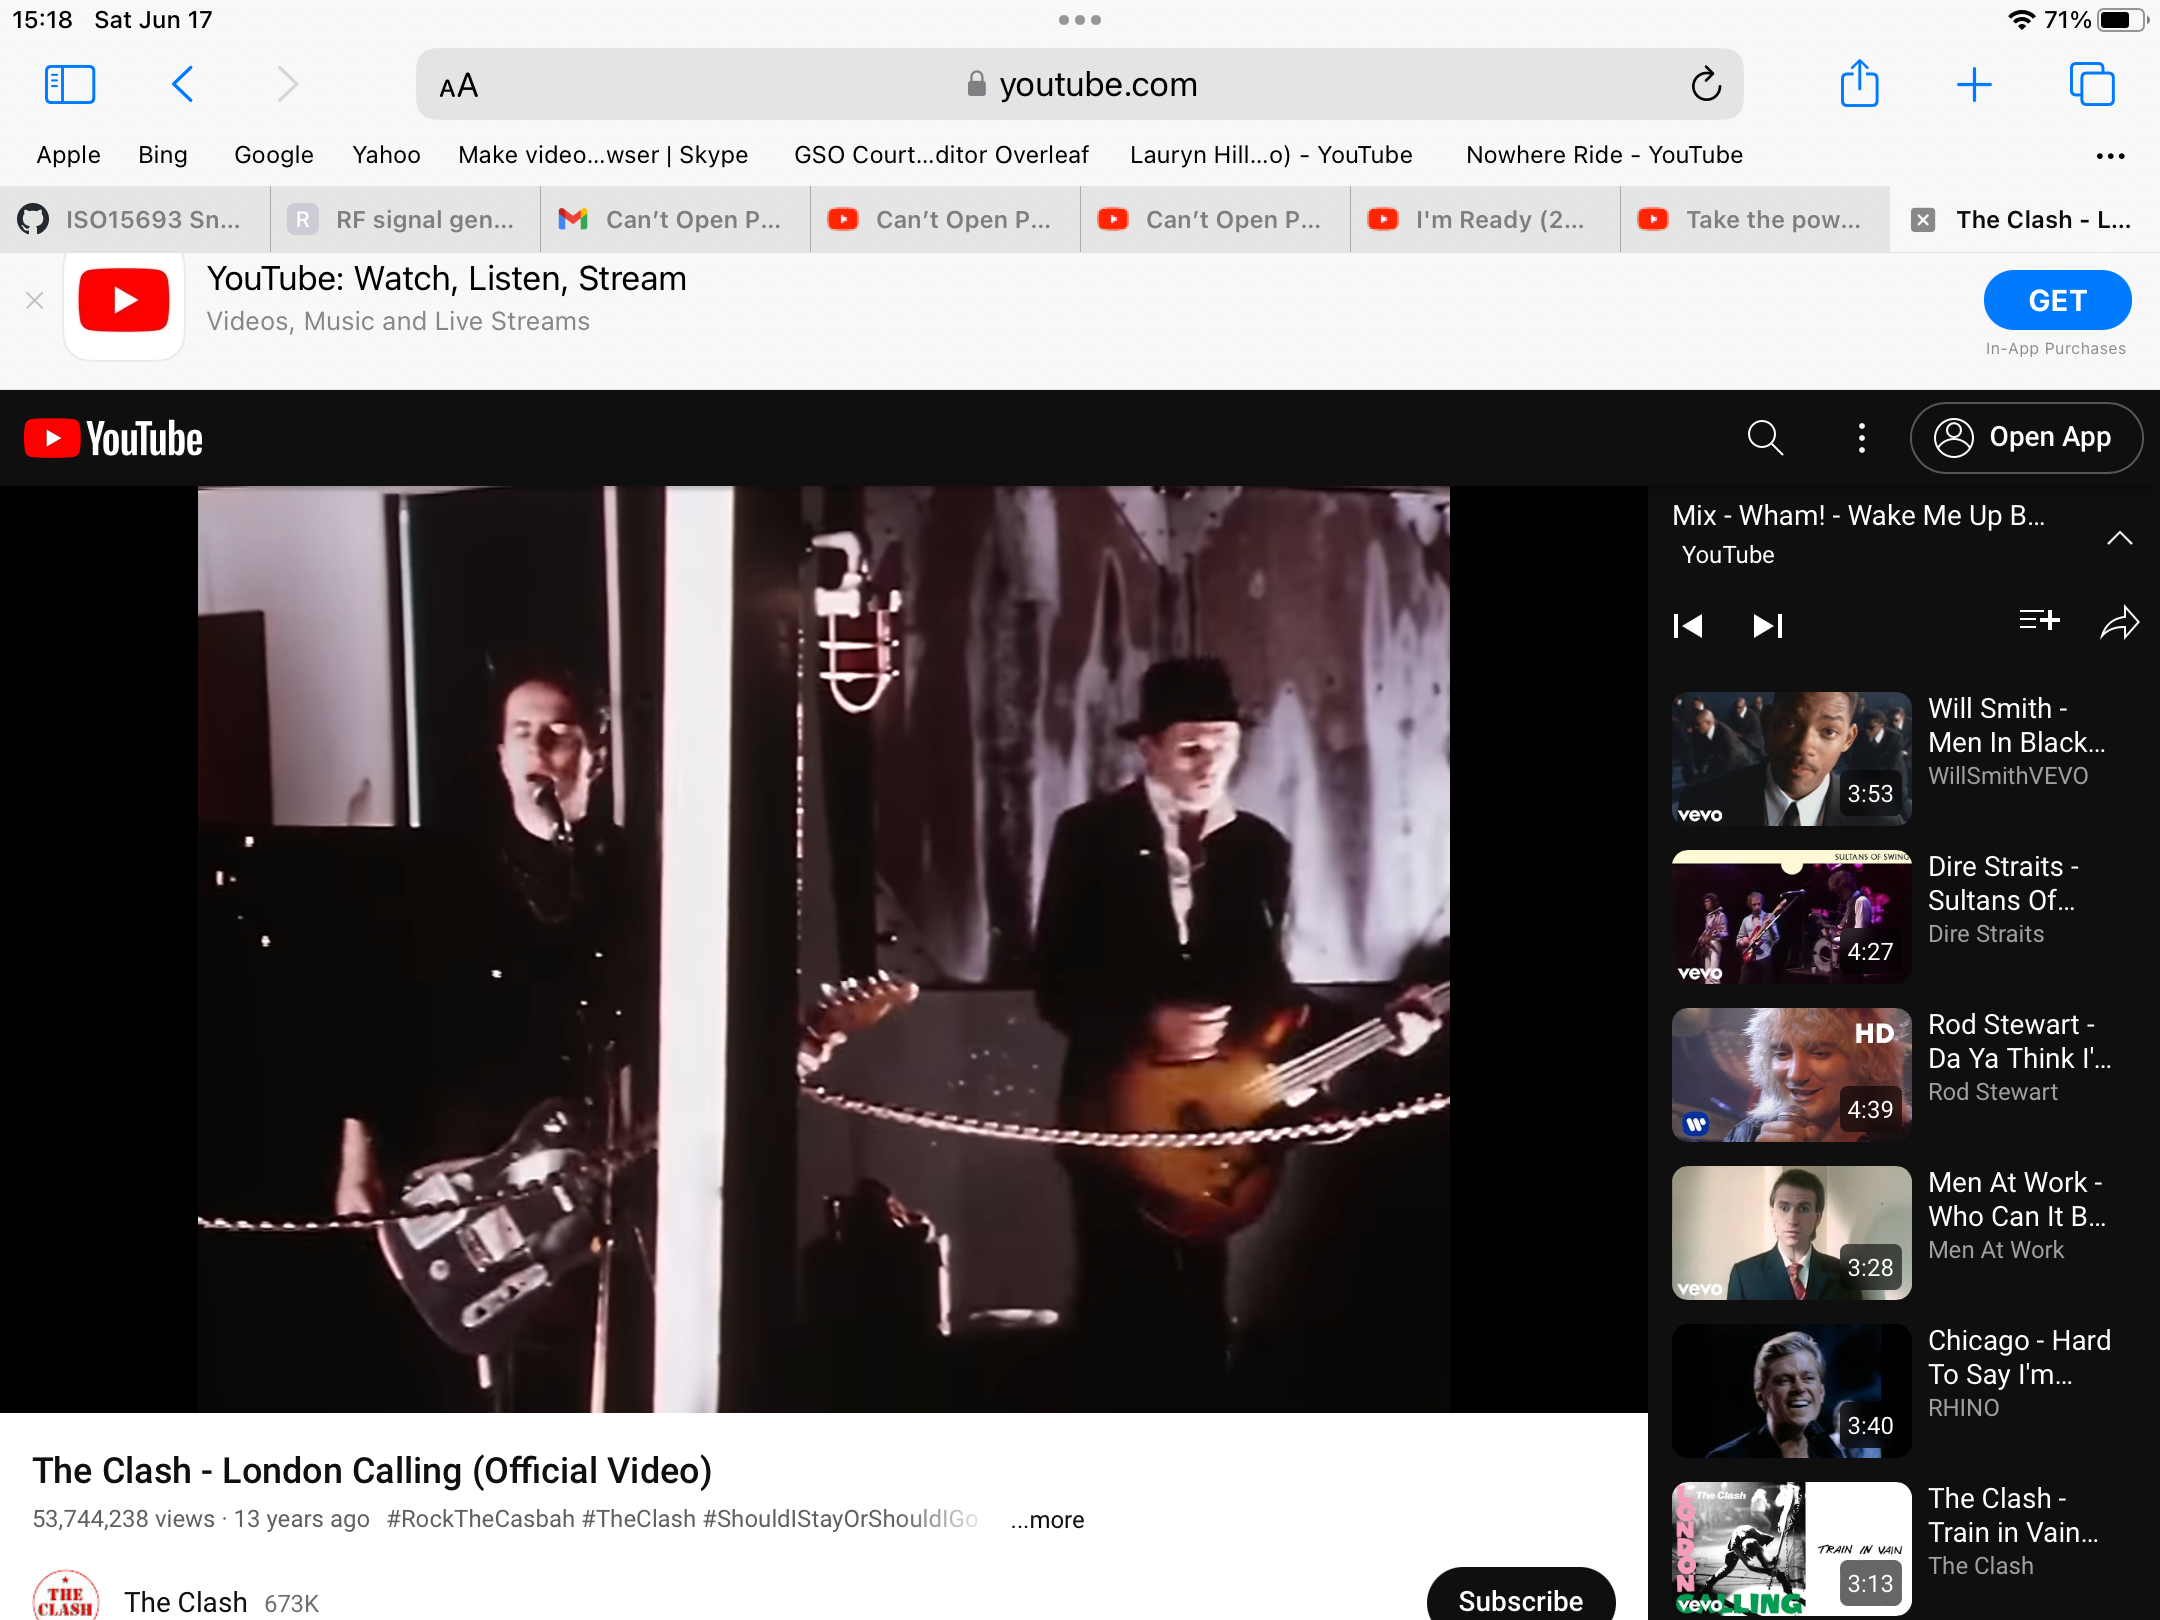 15:18 Sat Jun 17
71%
AA
youtube.com
Apple Bing Google Yahoo Make video...wser | Skype GSO Court...ditor Overleaf Lauryn Hill...o) - YouTube Nowhere Ride - YouTube
ISO15693 Sn... R RF signal gen... Can't Open P... Can't Open P... Can't Open P... I'm Ready (2... Take the pow... The Clash - L...
YouTube: Watch, Listen, Stream
Videos, Music and Live Streams
GET
In-App Purchases
YouTube
Open App
Mix - Wham! - Wake Me Up B...
YouTube
Will Smith -
Men In Black...
WillSmithVEVO
vevo
3:53
SULTANS OF SWING
Dire Straits -
Sultans Of...
Dire Straits
vevo
4:27
HD
Rod Stewart -
Da Ya Think I'...
Rod Stewart
4:39
Men At Work -
Who Can It B...
Men At Work
vevo
3:28
Chicago - Hard
To Say I'm...
RHINO
3:40
The Clash
LONDON
CALLING
TRAIN IN VAIN
vevo
3:13
The Clash -
Train in Vain...
The Clash
The Clash - London Calling (Official Video)
53,744,238 views · 13 years ago #RockTheCasbah #TheClash #ShouldIStayOrShouldIGo ...more
THE
CLASH
The Clash 673K
Subscribe